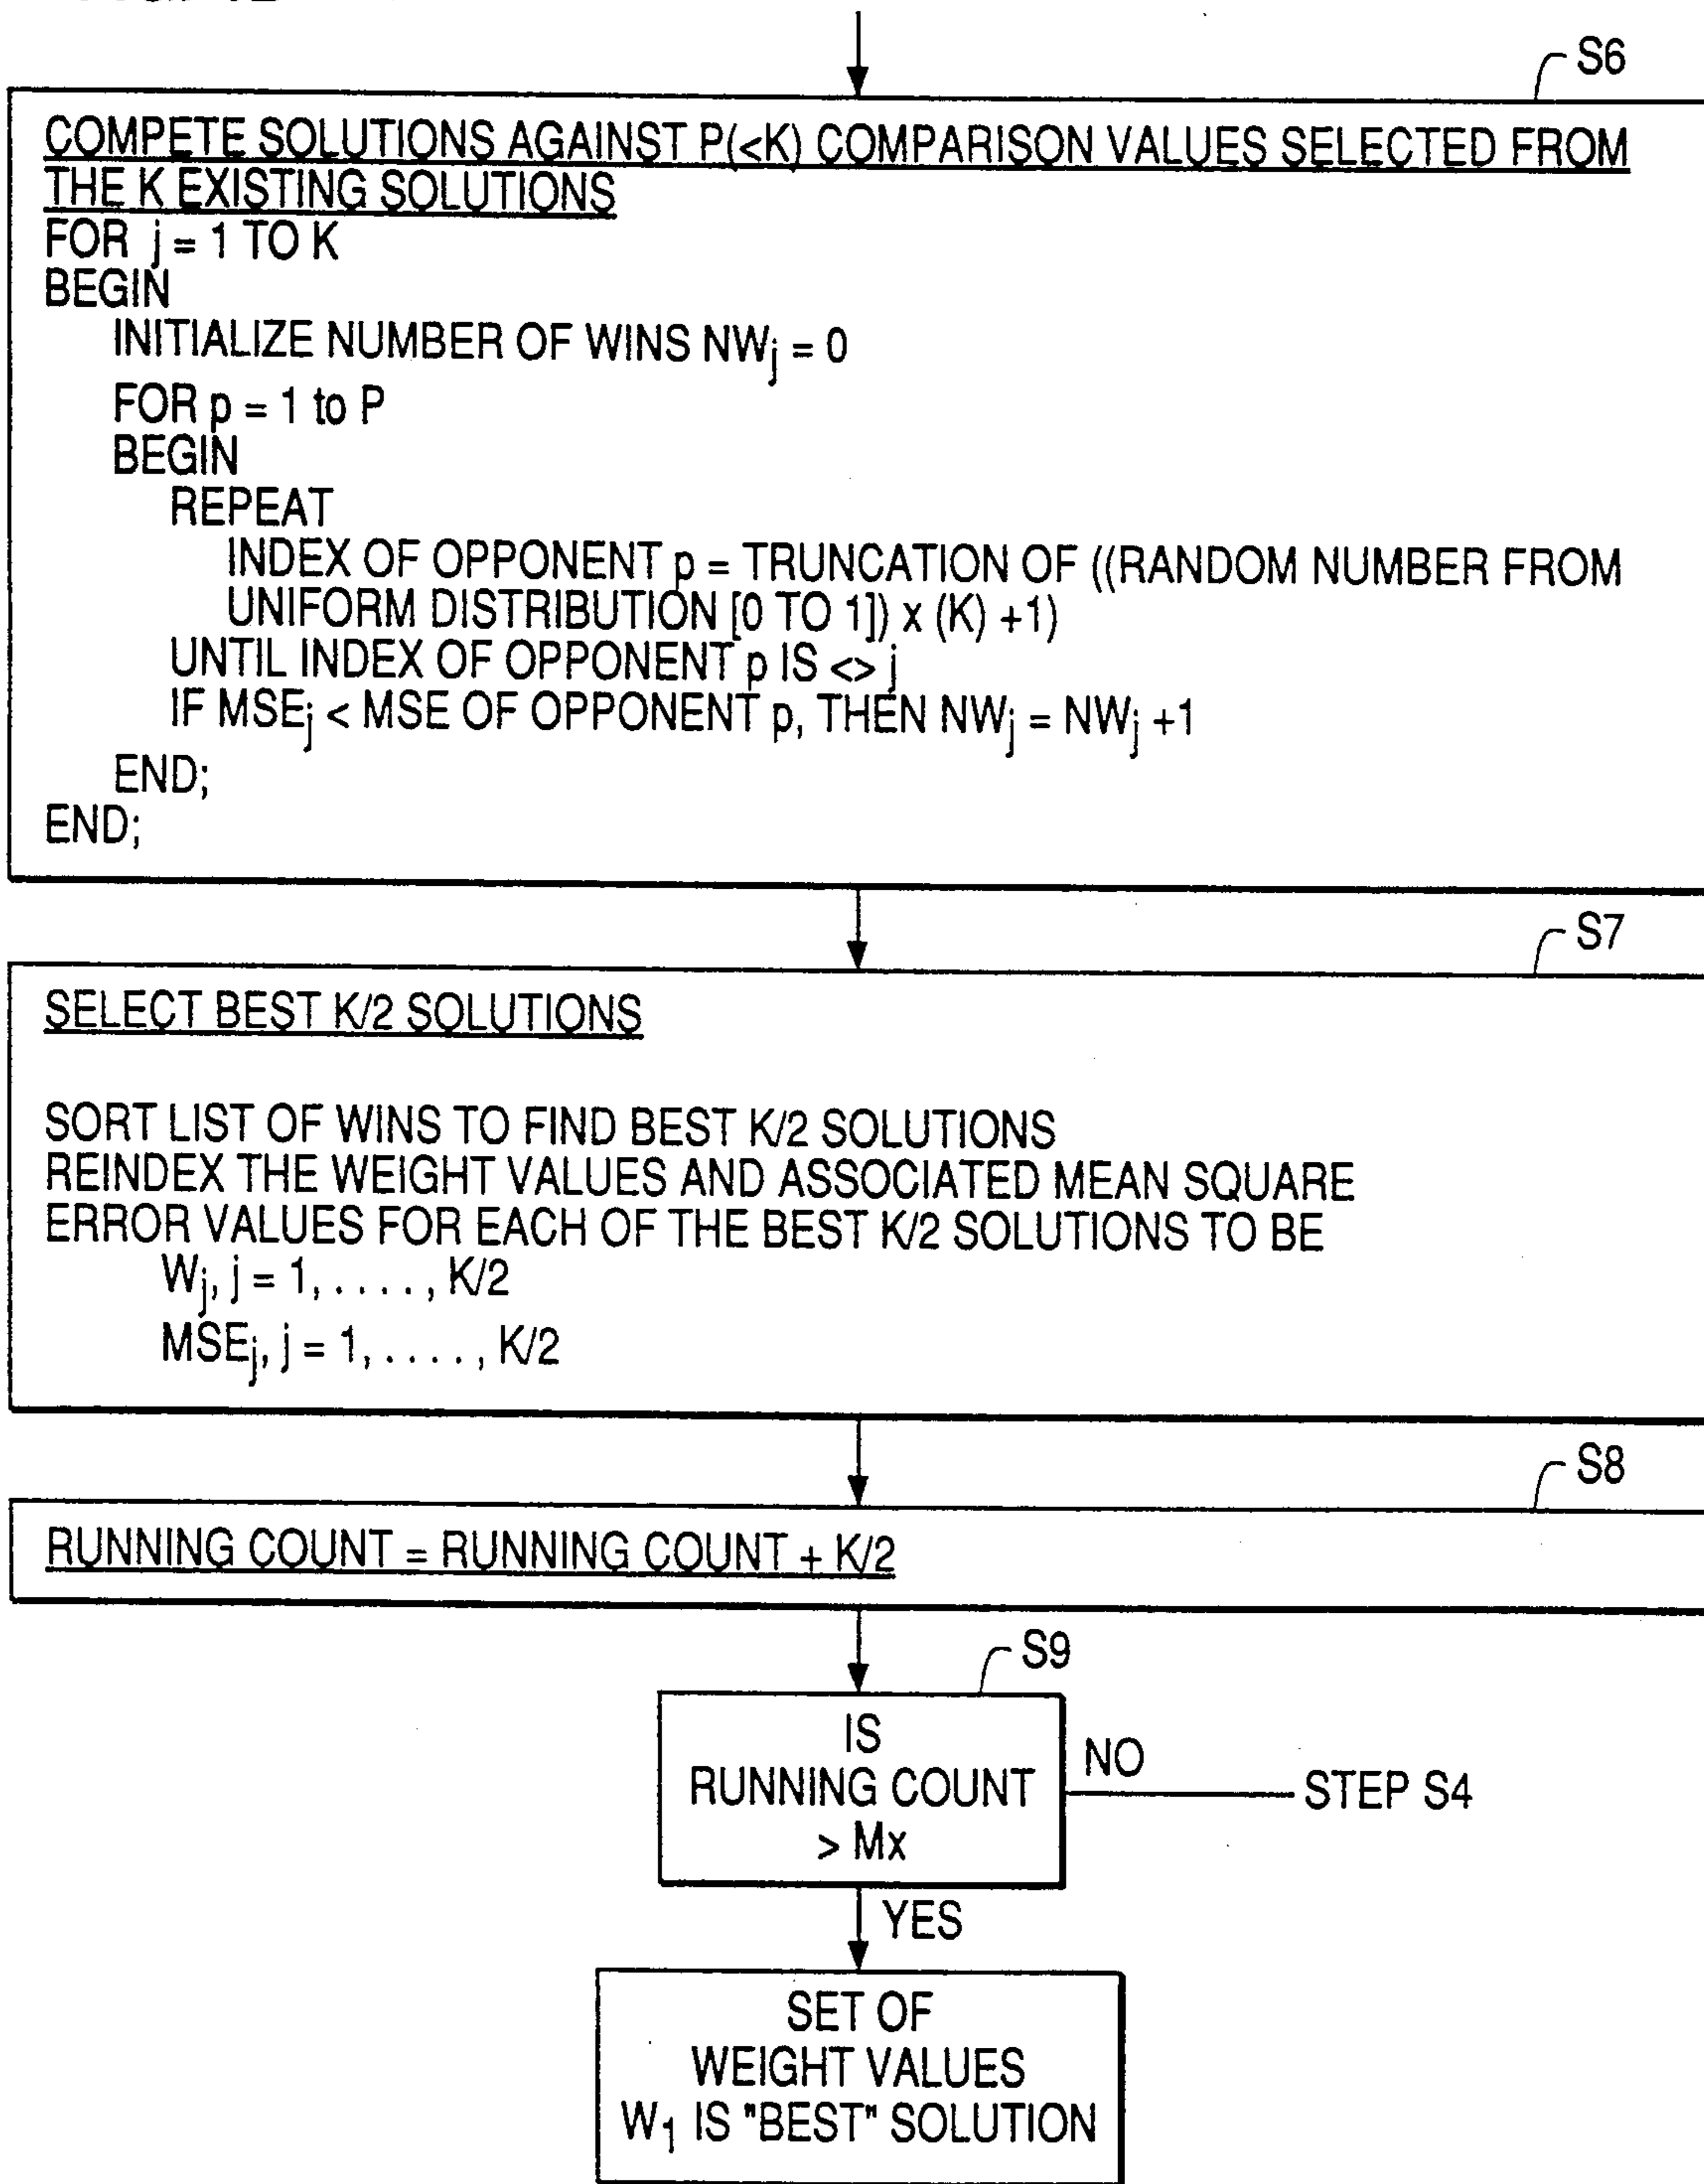 S6
COMPETE SOLUTIONS AGAINST P(<K) COMPARISON VALUES SELECTED FROM
THE K EXISTING SOLUTIONS
FOR j = 1 TO K
BEGIN
INITIALIZE NUMBER OF WINS NWj = 0
FOR p = 1 to P
BEGIN
REPEAT
INDEX OF OPPONENT p = TRUNCATION OF ((RANDOM NUMBER FROM
UNIFORM DISTRIBUTION [0 TO 1]) x (K) +1)
UNTIL INDEX OF OPPONENT p IS <> j
IF MSEj < MSE OF OPPONENT p, THEN NWj = NWj +1
END;
END;
S7
SELECT BEST K/2 SOLUTIONS
SORT LIST OF WINS TO FIND BEST K/2 SOLUTIONS
REINDEX THE WEIGHT VALUES AND ASSOCIATED MEAN SQUARE
ERROR VALUES FOR EACH OF THE BEST K/2 SOLUTIONS TO BE
Wj, j = 1, . . . . , K/2
MSEj, j = 1, . . . . , K/2
S8
RUNNING COUNT = RUNNING COUNT + K/2
S9
IS
RUNNING COUNT
> Mx
NO
STEP S4
YES
SET OF
WEIGHT VALUES
W1 IS "BEST" SOLUTION